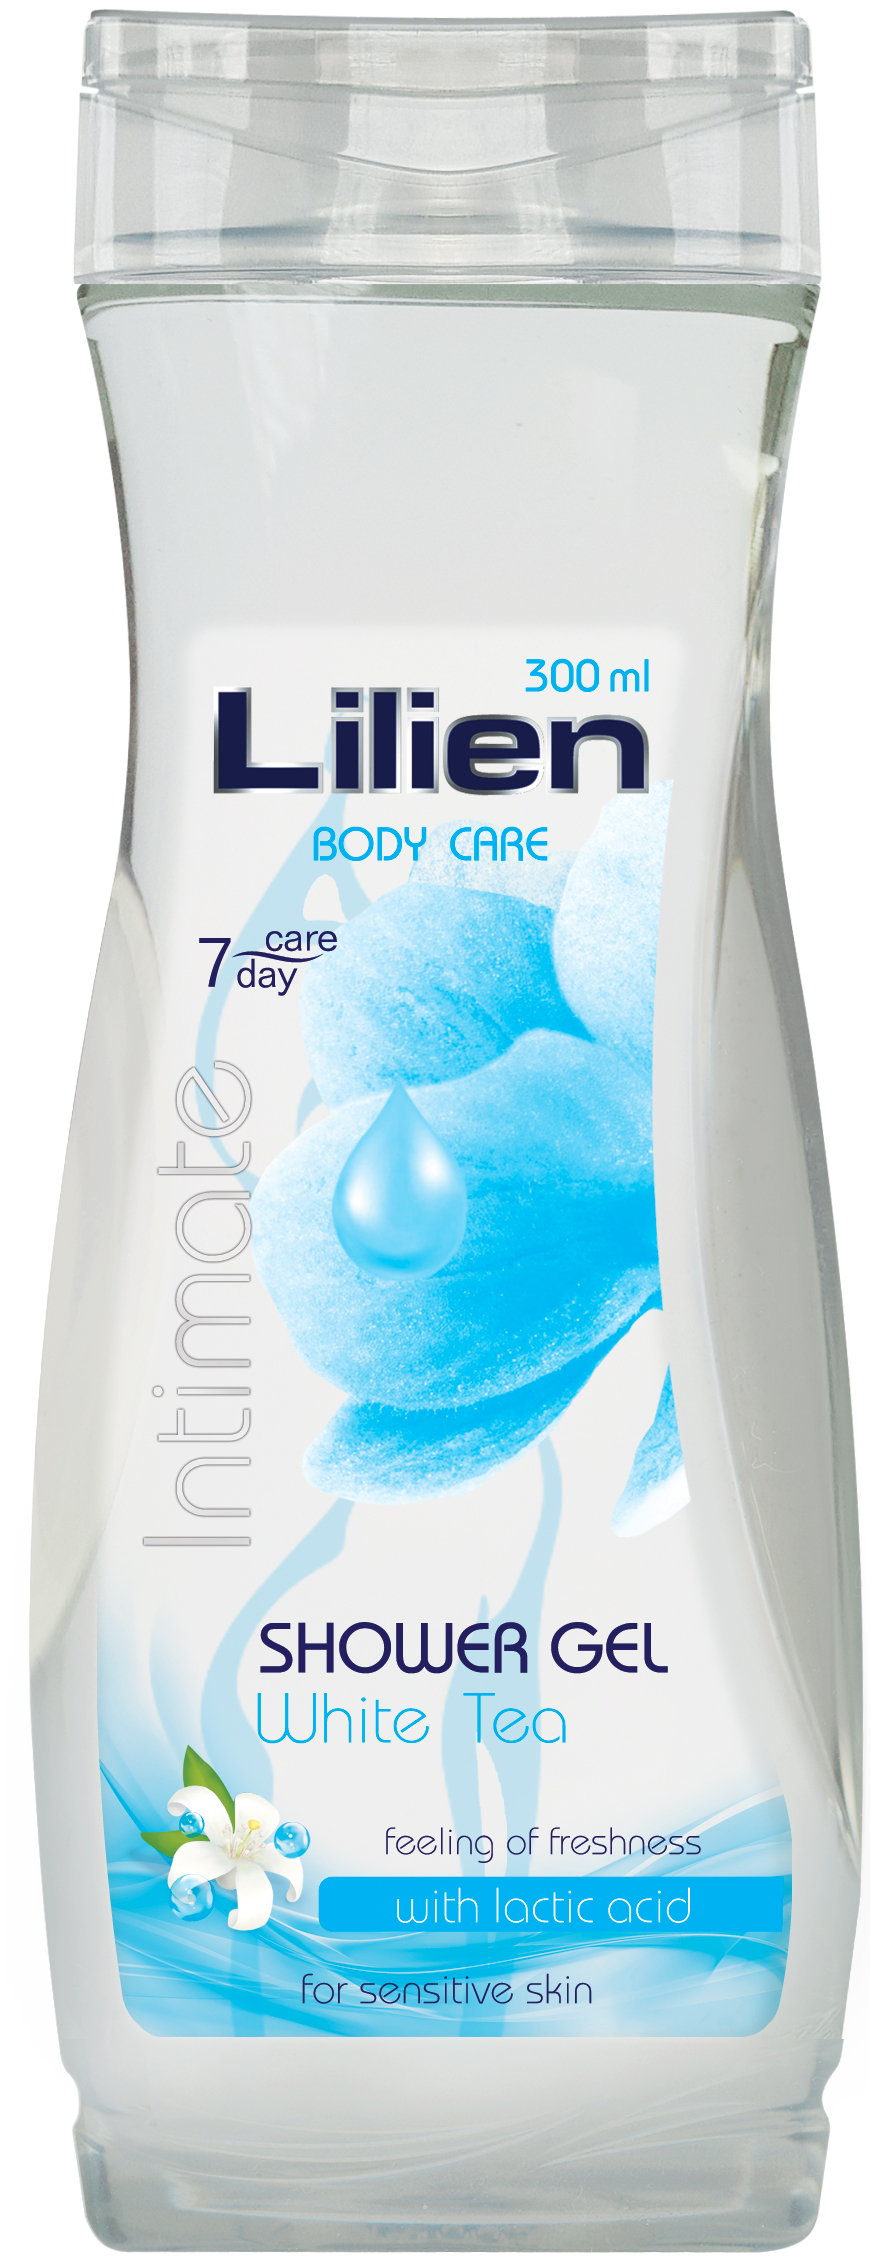 300 ml
Lilien
BODY CARE
7 care
day
Intimate
SHOWER GEL
White Tea
feeling of freshness
with lactic acid
for sensitive skin